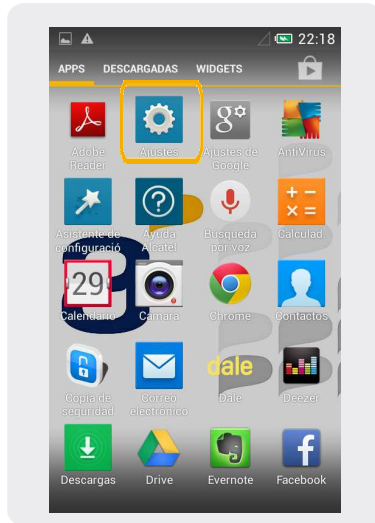 22:18
APPS DESCARGADAS WIDGETS
Adobe Reader
Ajustes
Ajustes de Google
AntiVirus
Asistente de configuració
Ayuda Alcatel
Búsqueda por voz
Calculad..
29
Calendario
Cámara
Chrome
Contactos
Copia de seguridad
Correo electrónico
dale
Dale
Deezer
Descargas
Drive
Evernote
Facebook